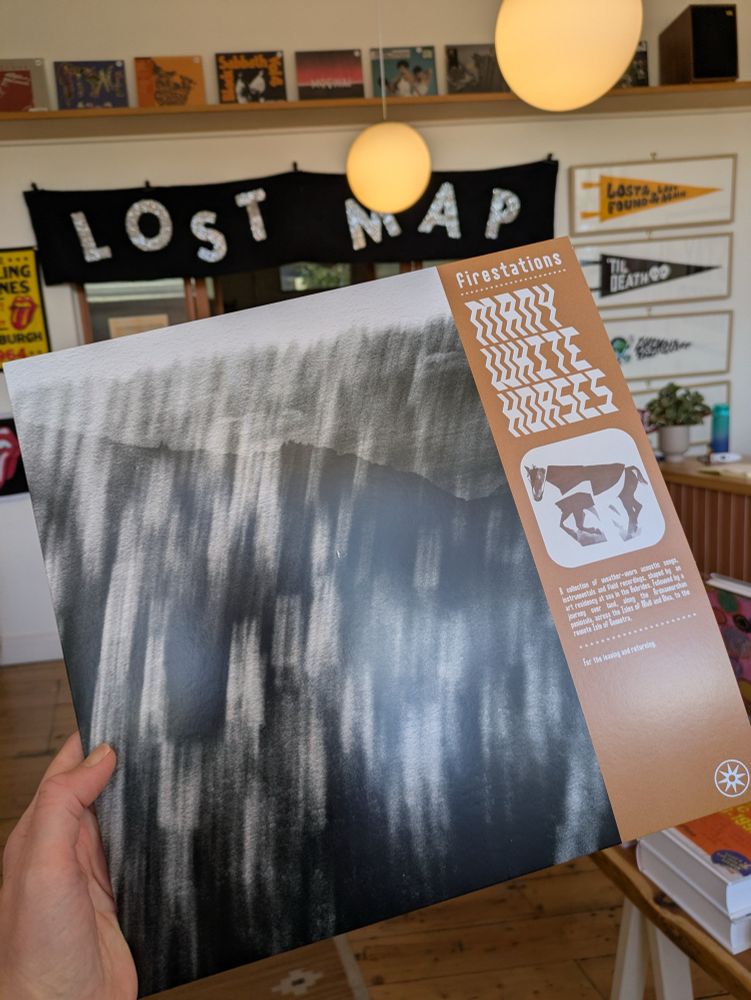 LOST MAP
LOST & LAST
FOUND AGAIN
'TIL
DEATH
firestations
MANY
WHITE
HORSES
A collection of weather-worn acoustic songs,
instrumentals and field recordings, shaped by an
art residency at sea in the Hebrides. Followed by a
journey over land, along the Ardnamurchan
peninsula, across the Isles of Mull and Ulva, to the
remote Isle of Gometra.
For the leaving and returning.